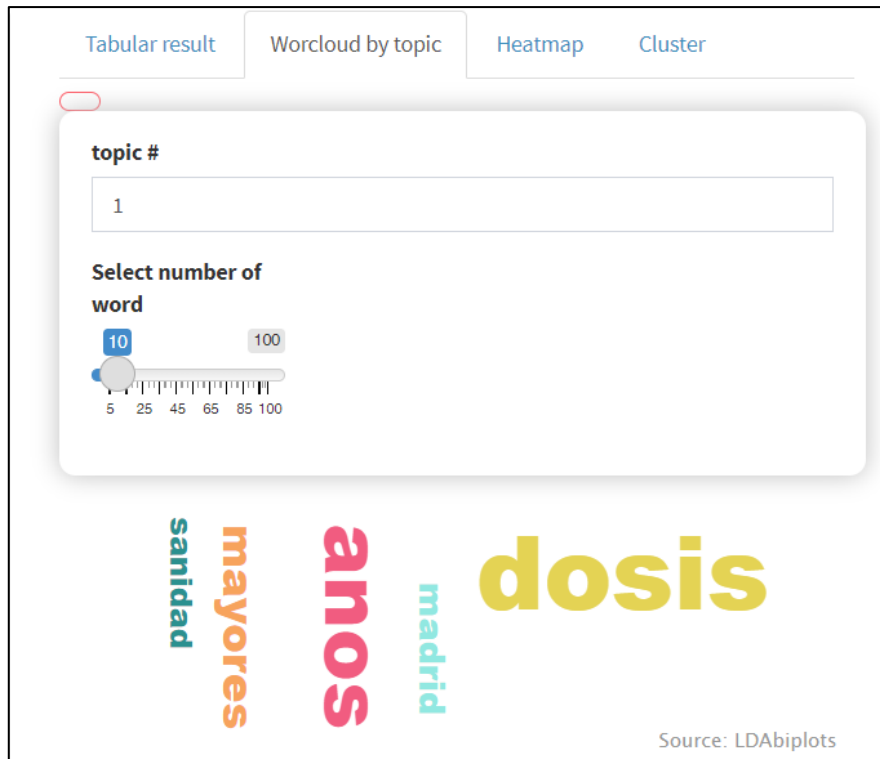 Tabular result Worcloud by topic Heatmap Cluster
topic #
1
Select number of
word
10 100
5 25 45 65 85 100
sanidad
mayores
anos
madrid
dosis
Source: LDAbiplots